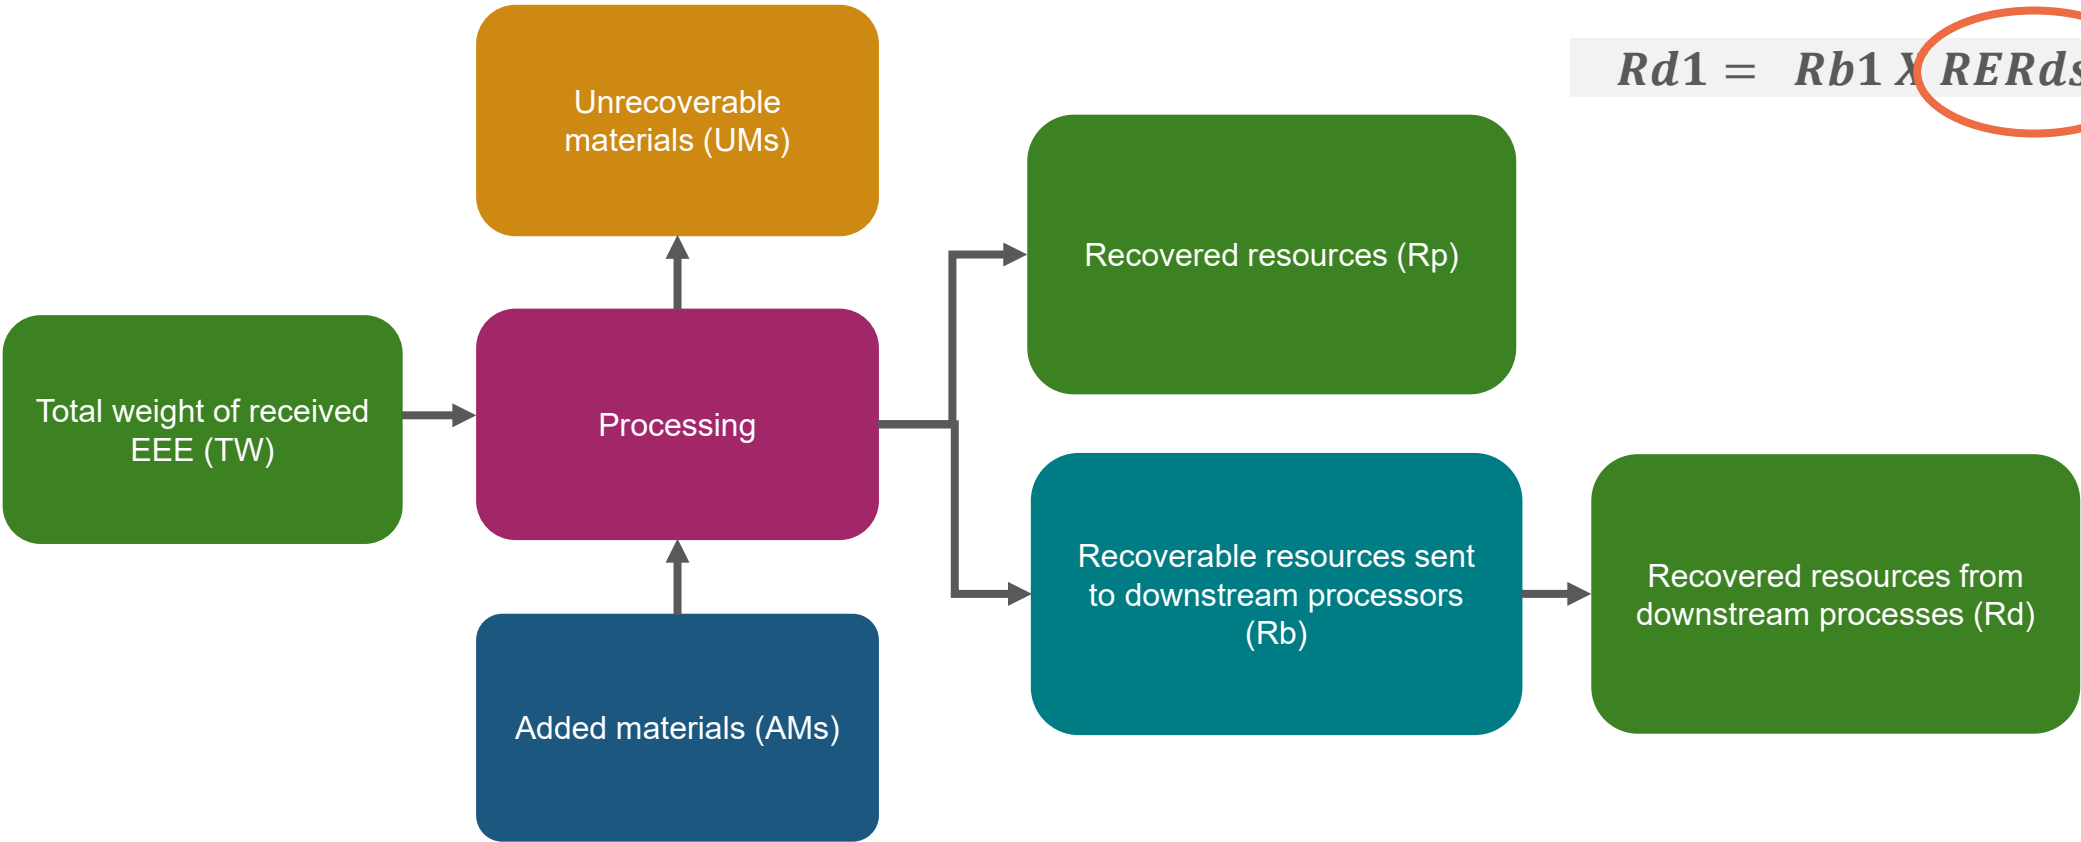 Unrecoverable
materials (UMs)
Rd1 = Rb1 X RERds
Recovered resources (Rp)
Total weight of received
EEE (TW)
Processing
Recoverable resources sent
to downstream processors
(Rb)
Recovered resources from
downstream processes (Rd)
Added materials (AMs)